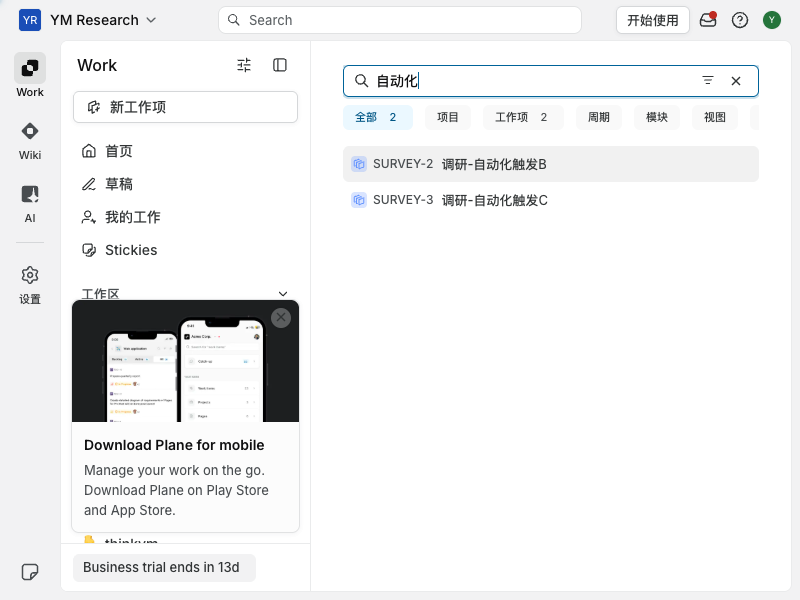 YR YM Research
Search
开始使用
Y
Work
Wiki
AI
设置
Work
新工作项
首页
草稿
我的工作
Stickies
工作区
Download Plane for mobile
Manage your work on the go.
Download Plane on Play Store
and App Store.
thinkym
Business trial ends in 13d
自动化
全部 2
项目
工作项 2
周期
模块
视图
SURVEY-2 调研-自动化触发B
SURVEY-3 调研-自动化触发C